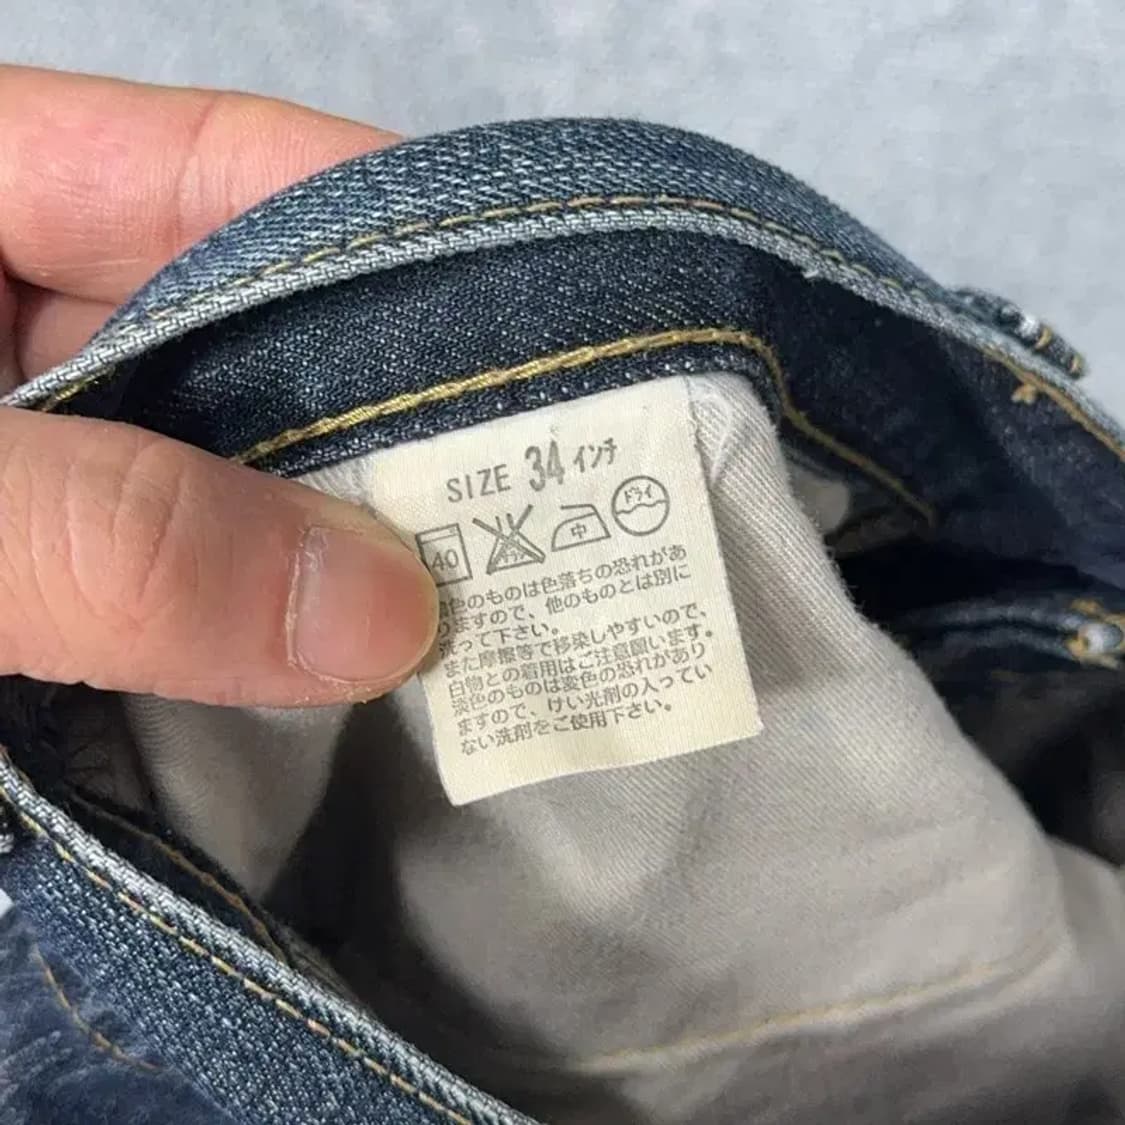 SIZE 34 インチ
40 エンソ 中 ドライ
色のものは色落ちの恐れがあ
りますので、他のものとは別に
洗って下さい。
また摩擦等で移染しやすいので、
白物との着用はご注意願います。
淡色のものは変色の恐れがあり
ますので、けい光剤の入ってい
ない洗剤をご使用下さい。